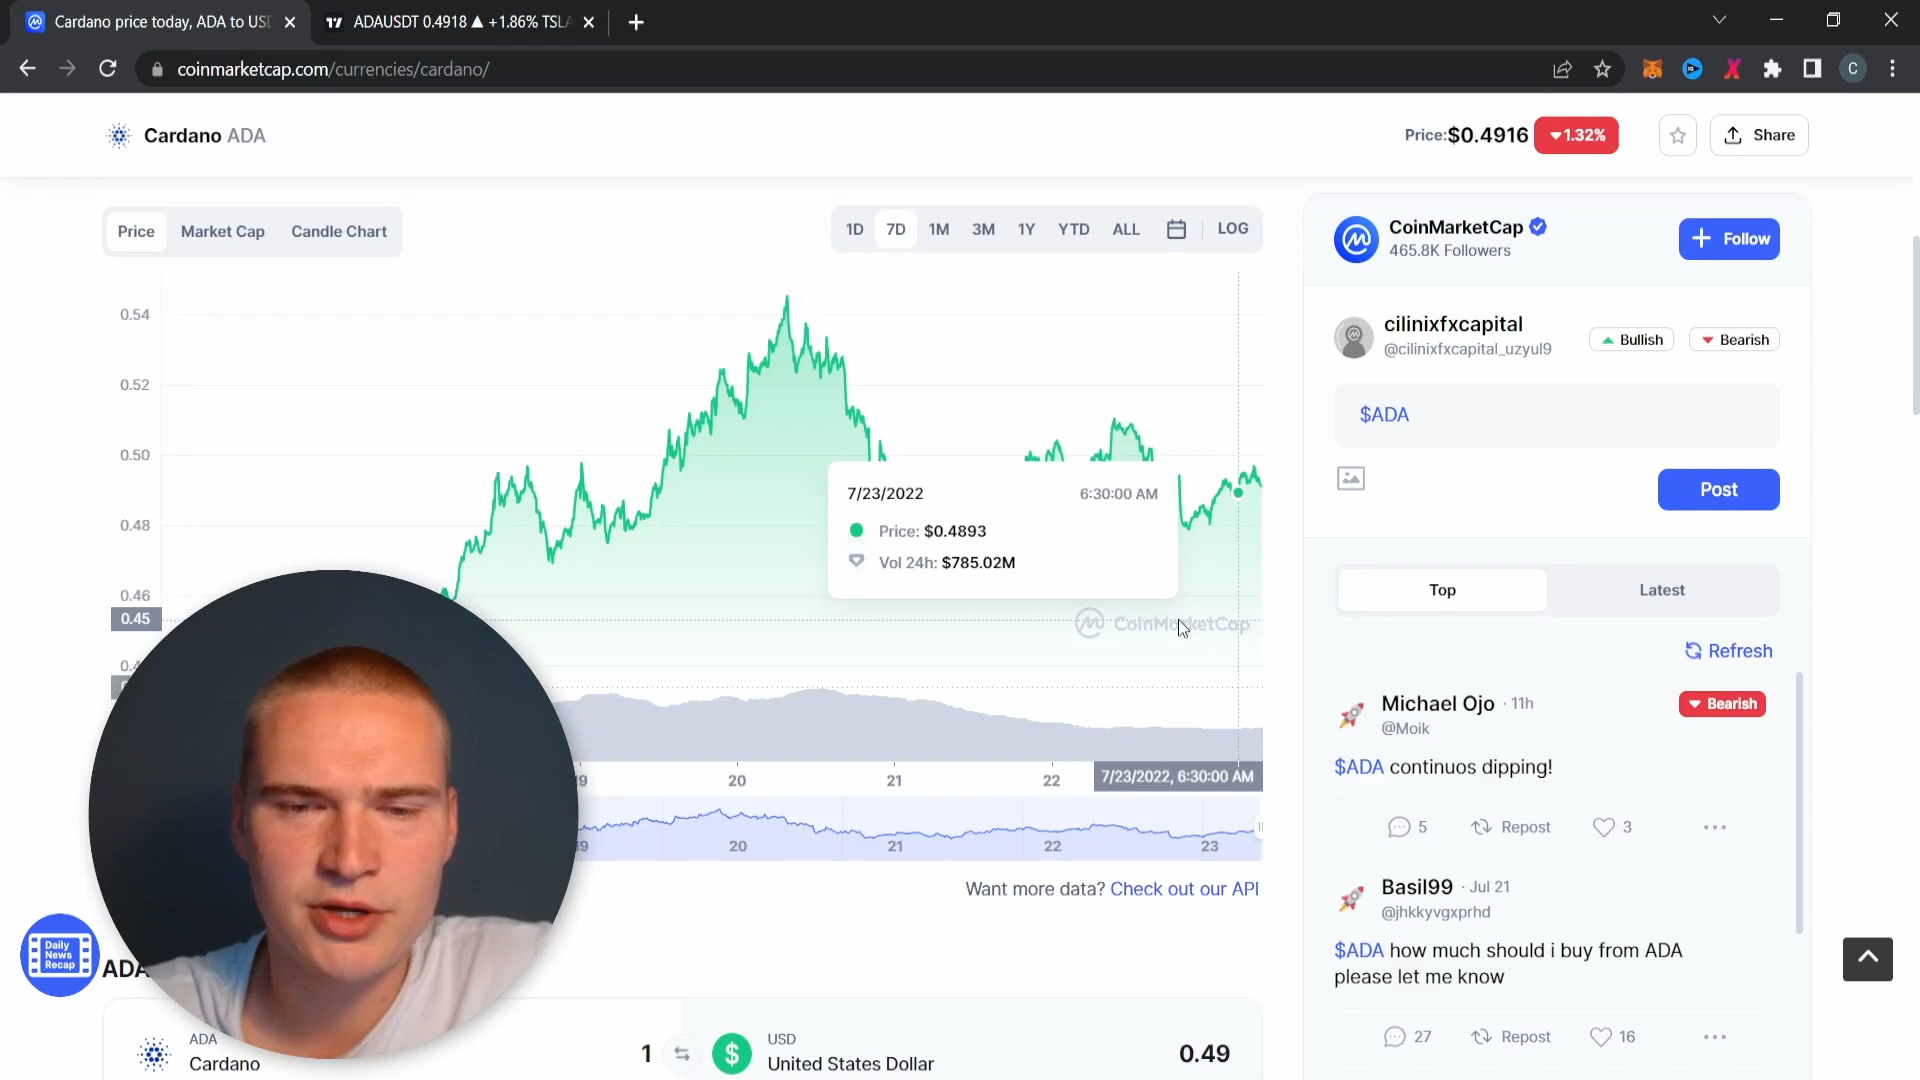 Cardano price today, ADA to USD
ADAUSDT 0.4918 ▲ +1.86% TSLA
coinmarketcap.com/currencies/cardano/
C
Cardano ADA
Price:$0.4916 ▼1.32%
Share
Price Market Cap Candle Chart
1D 7D 1M 3M 1Y YTD ALL LOG
0.54
0.52
0.50
0.48
0.46
0.45
7/23/2022 6:30:00 AM
Price: $0.4893
Vol 24h: $785.02M
CoinMarketCap
20 21 22 7/23/2022, 6:30:00 AM
20 21 22 23
Want more data? Check out our API
Daily
News
Recap
ADA
ADA
Cardano
1
USD
United States Dollar
0.49
CoinMarketCap
465.8K Followers
+ Follow
cilinixfxcapital
@cilinixfxcapital_uzyul9
Bullish Bearish
$ADA
Post
Top Latest
Refresh
Michael Ojo · 11h
@Moik
Bearish
$ADA continuos dipping!
5 Repost 3
Basil99 · Jul 21
@jhkkyvgxprhd
$ADA how much should i buy from ADA
please let me know
27 Repost 16